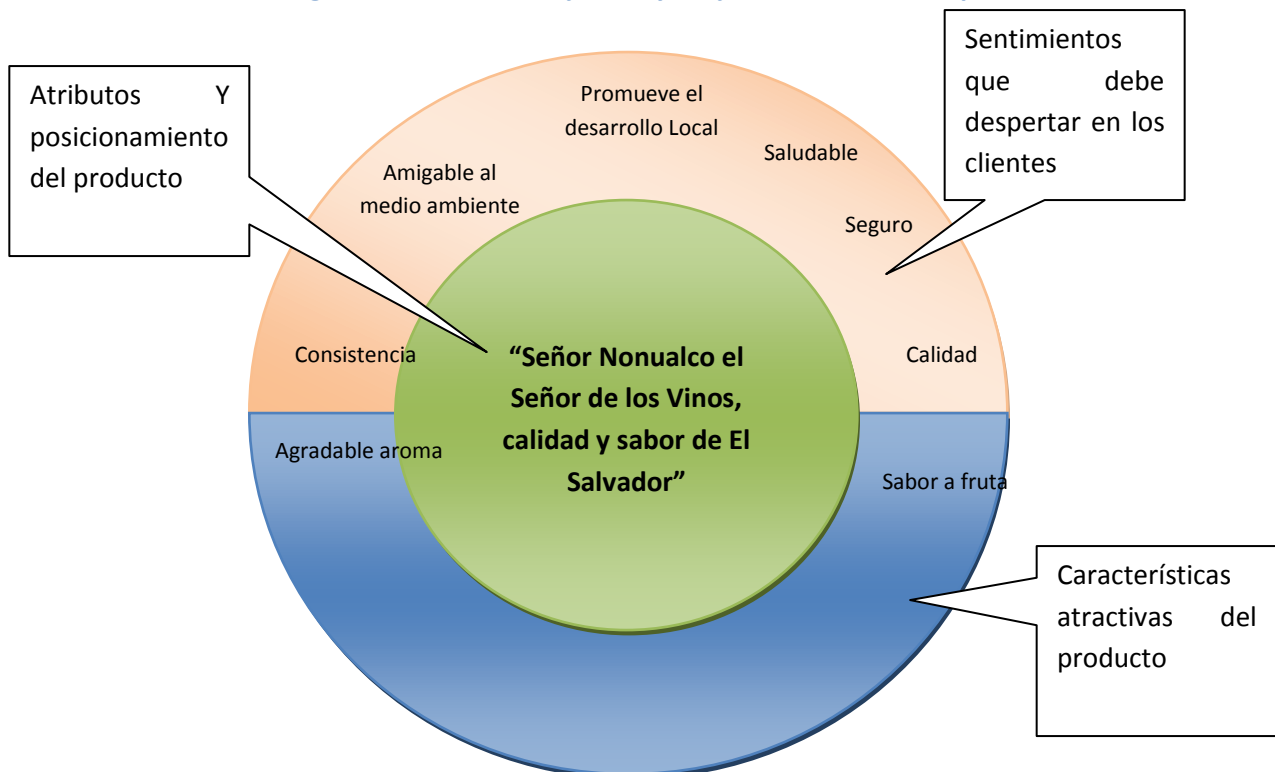 Atributos Y
posicionamiento
del producto
Sentimientos
que debe
despertar en los
clientes
Promueve el
desarrollo Local
Saludable
Amigable al
medio ambiente
Seguro
Consistencia
Calidad
“Señor Nonualco el
Señor de los Vinos,
calidad y sabor de El
Salvador”
Agradable aroma
Sabor a fruta
Características
atractivas del
producto